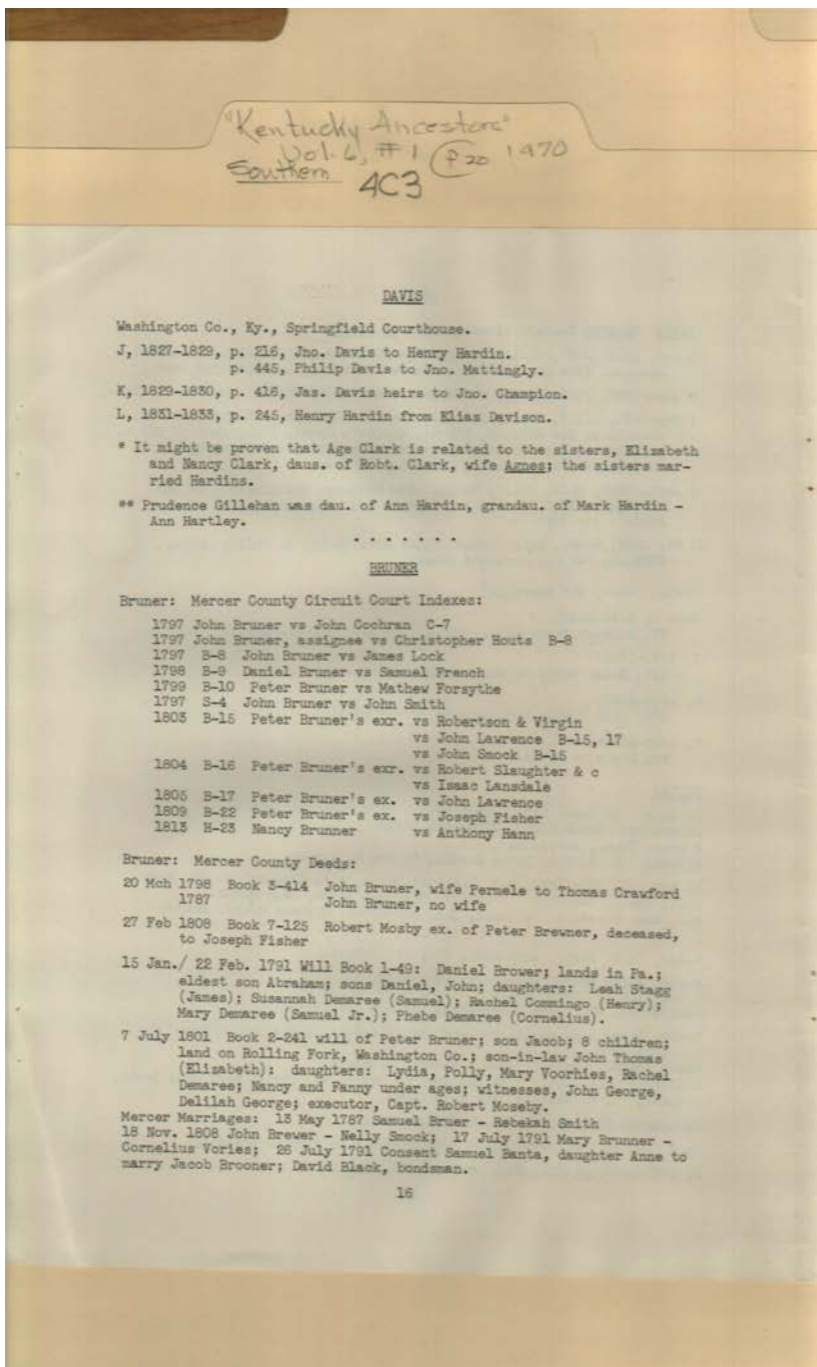 "Kentucky Ancestors"
Vol. 6, #1 p 20 1970
Southern
4C3
DAVIS
Washington Co., Ky., Springfield Courthouse.
J, 1827-1829, p. 216, Jno. Davis to Henry Hardin.
p. 445, Philip Davis to Jno. Mattingly.
K, 1829-1830, p. 416, Jas. Davis heirs to Jno. Champion.
L, 1831-1833, p. 245, Henry Hardin from Elias Davison.
* It might be proven that Age Clark is related to the sisters, Elizabeth
and Nancy Clark, daus. of Robt. Clark, wife Agnes; the sisters mar-
ried Hardins.
** Prudence Gillehan was dau. of Ann Hardin, grandau. of Mark Hardin -
Ann Hartley.
. . . . . . .
BRUNER
Bruner: Mercer County Circuit Court Indexes:
1797 John Bruner vs John Cochran C-7
1797 John Bruner, assignee vs Christopher Houts B-8
1797 B-8 John Bruner vs James Lock
1798 B-9 Daniel Bruner vs Samuel French
1799 B-10 Peter Bruner vs Mathew Forsythe
1797 S-4 John Bruner vs John Smith
1803 B-15 Peter Bruner's exr. vs Robertson & Virgin
vs John Lawrence B-15, 17
vs John Smock B-15
1804 B-16 Peter Bruner's exr. vs Robert Slaughter & c
vs Isaac Lansdale
1805 B-17 Peter Bruner's ex. vs John Lawrence
1809 B-22 Peter Bruner's ex. vs Joseph Fisher
1813 H-23 Nancy Brunner vs Anthony Hann
Bruner: Mercer County Deeds:
20 Mch 1798 Book 3-414 John Bruner, wife Permele to Thomas Crawford
1787 John Bruner, no wife
27 Feb 1808 Book 7-125 Robert Mosby ex. of Peter Brewner, deceased,
to Joseph Fisher
15 Jan./ 22 Feb. 1791 Will Book 1-49: Daniel Brower; lands in Pa.;
eldest son Abraham; sons Daniel, John; daughters: Leah Stagg
(James); Susannah Demaree (Samuel); Rachel Commingo (Henry);
Mary Demaree (Samuel Jr.); Phebe Demaree (Cornelius).
7 July 1801 Book 2-241 will of Peter Bruner; son Jacob; 8 children;
land on Rolling Fork, Washington Co.; son-in-law John Thomas
(Elizabeth): daughters: Lydia, Polly, Mary Voorhies, Rachel
Demaree; Nancy and Fanny under ages; witnesses, John George,
Delilah George; executor, Capt. Robert Moseby.
Mercer Marriages: 13 May 1787 Samuel Bruer - Rebekah Smith
18 Nov. 1808 John Brewer - Nelly Smock; 17 July 1791 Mary Brunner -
Cornelius Vories; 26 July 1791 Consent Samuel Banta, daughter Anne to
marry Jacob Brooner; David Black, bondsman.
16